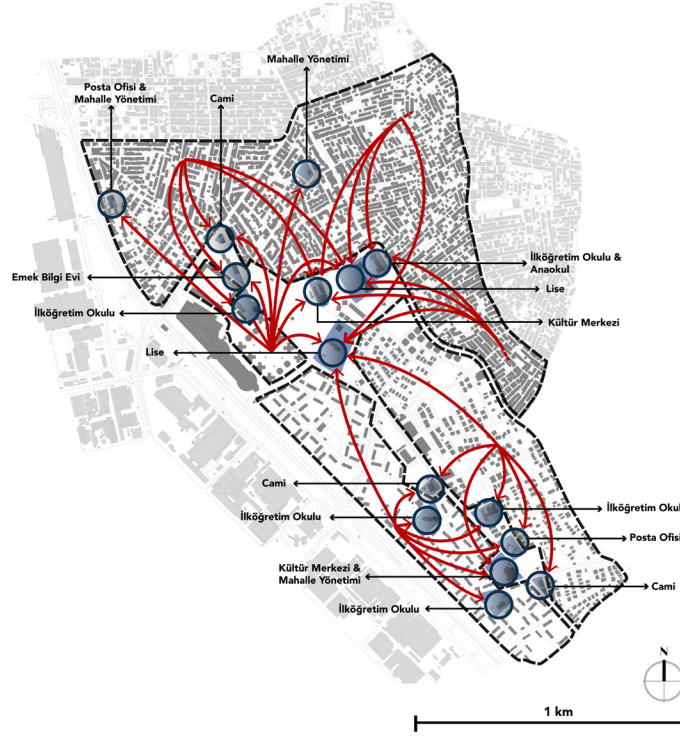 Mahalle Yönetimi
Posta Ofisi &
Mahalle Yönetimi
Cami
İlköğretim Okulu &
Anaokul
Emek Bilgi Evi
Lise
İlköğretim Okulu
Kültür Merkezi
Lise
Cami
İlköğretim Okul
İlköğretim Okulu
Posta Ofisi
Kültür Merkezi &
Mahalle Yönetimi
Cami
İlköğretim Okulu
N
1 km